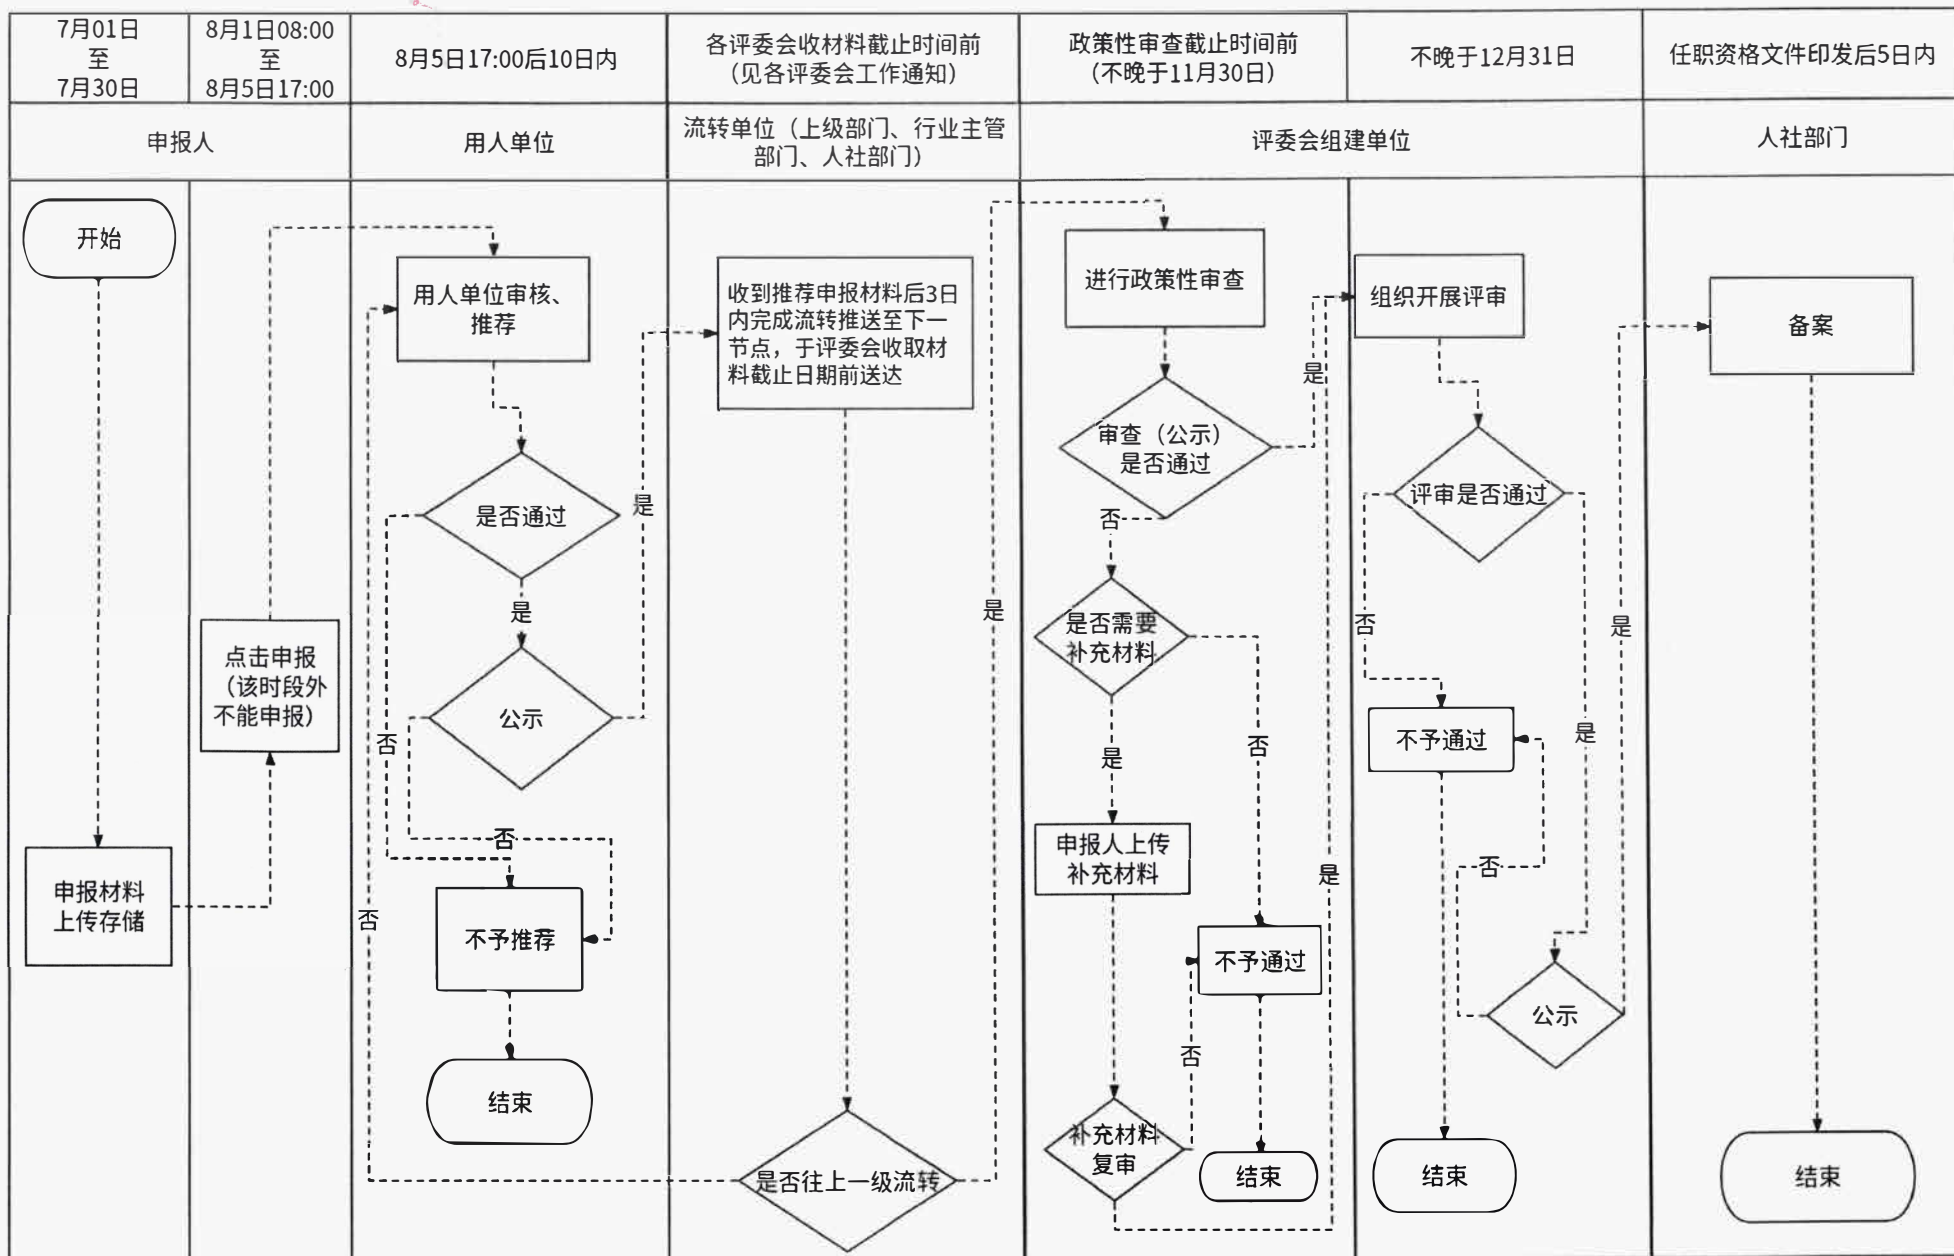 7月01日
至
7月30日
8月1日08:00
至
8月5日17:00
8月5日17:00后10日内
各评委会收材料截止时间前
（见各评委会工作通知）
政策性审查截止时间前
（不晚于11月30日）
不晚于12月31日
任职资格文件印发后5日内
申报人
用人单位
流转单位（上级部门、行业主管
部门、人社部门）
评委会组建单位
人社部门
开始
申报材料
上传存储
点击申报
（该时段外
不能申报）
用人单位审核、
推荐
是否通过
是
公示
否
否
不予推荐
结束
是
否
收到推荐申报材料后3日
内完成流转推送至下一
节点，于评委会收取材
料截止日期前送达
是否往上一级流转
是
进行政策性审查
审查（公示）
是否通过
是
否
是否需要
补充材料
是
否
申报人上传
补充材料
不予通过
补充材料
复审
否
结束
是
组织开展评审
评审是否通过
否
是
不予通过
否
公示
结束
是
备案
结束